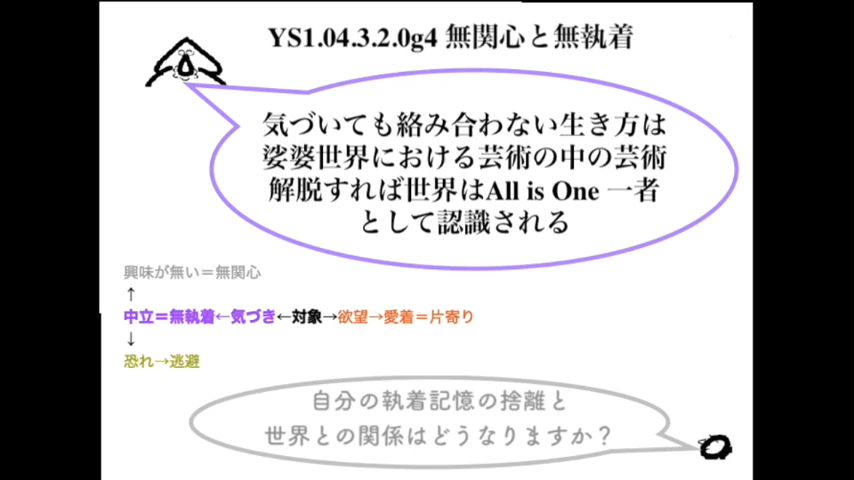 YS1.04.3.2.0g4 無関心と無執着
気づいても絡み合わない生き方は
娑婆世界における芸術の中の芸術
解脱すれば世界はAll is One 一者
として認識される
興味が無い＝無関心
↑
中立＝無執着←気づき←対象→欲望→愛着＝片寄り
↓
恐れ→逃避
自分の執着記憶の捨離と
世界との関係はどうなりますか？